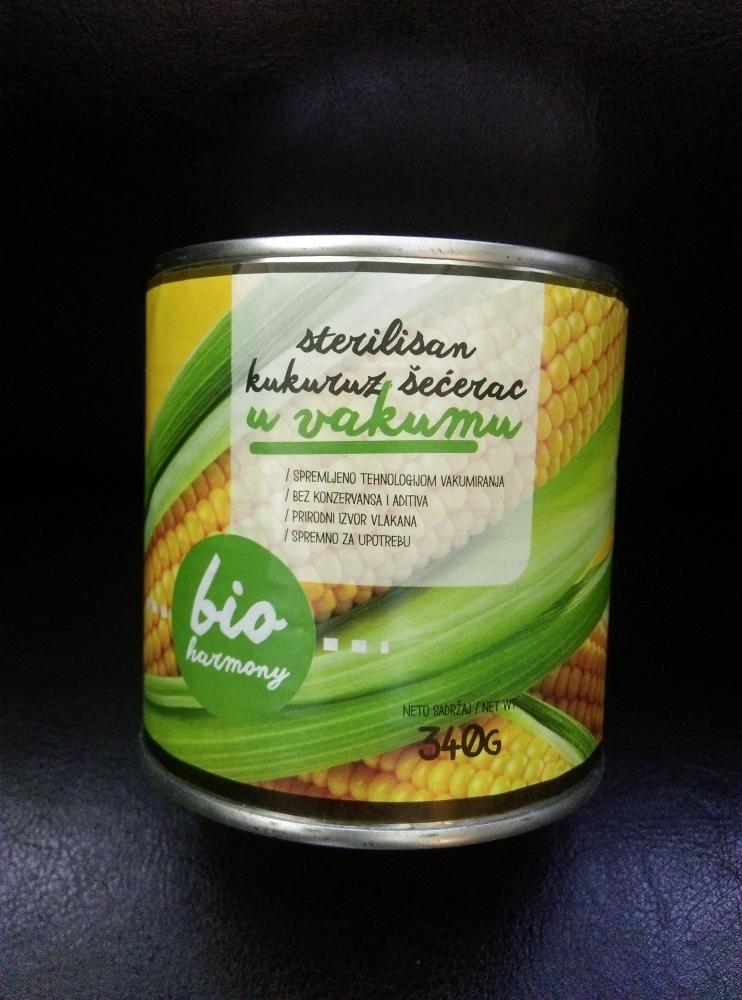 sterilisan
kukuruz šećerac
u vakumu
/ SPREMLJENO TEHNOLOGIJOM VAKUMIRANJA
/ BEZ KONZERVANSA I ADITIVA
/ PRIRODNI IZVOR VLAKANA
/ SPREMNO ZA UPOTREBU
bio
harmony
NETO SADRŽAJ / NET WT
340G